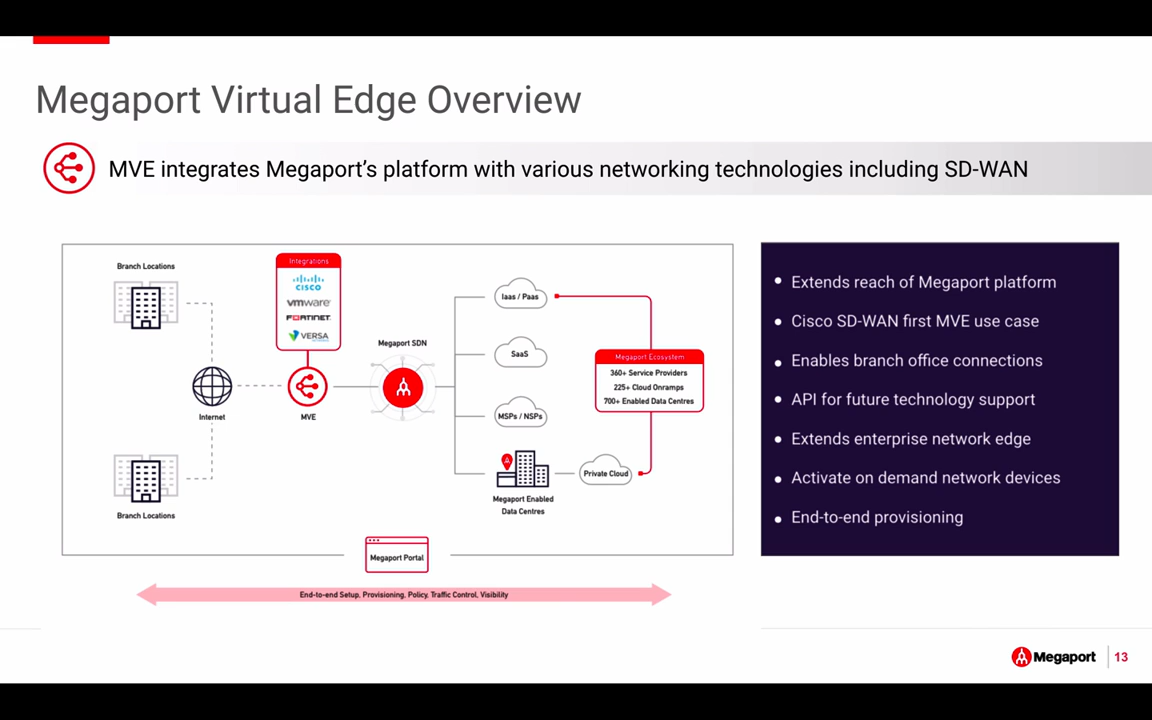 Megaport Virtual Edge Overview
MVE integrates Megaport's platform with various networking technologies including SD-WAN
Branch Locations
Integrations
CISCO
vmware
FORTINET
VERSA
NETWORKS
Internet
MVE
Megaport SDN
Branch Locations
Iaas / Paas
SaaS
MSPs / NSPs
Megaport Enabled
Data Centres
Private Cloud
Megaport Ecosystem
360+ Service Providers
225+ Cloud Onramps
700+ Enabled Data Centres
Megaport Portal
End-to-end Setup, Provisioning, Policy, Traffic Control, Visibility
• Extends reach of Megaport platform
• Cisco SD-WAN first MVE use case
• Enables branch office connections
• API for future technology support
• Extends enterprise network edge
• Activate on demand network devices
• End-to-end provisioning
Megaport
13